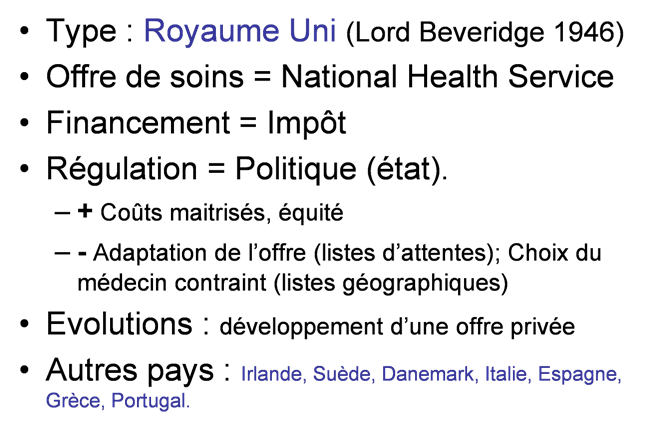 • Type : Royaume Uni (Lord Beveridge 1946)
• Offre de soins = National Health Service
• Financement = Impôt
• Régulation = Politique (état).
– + Coûts maitrisés, équité
– - Adaptation de l'offre (listes d'attentes); Choix du
médecin contraint (listes géographiques)
• Evolutions : développement d'une offre privée
• Autres pays : Irlande, Suède, Danemark, Italie, Espagne,
Grèce, Portugal.